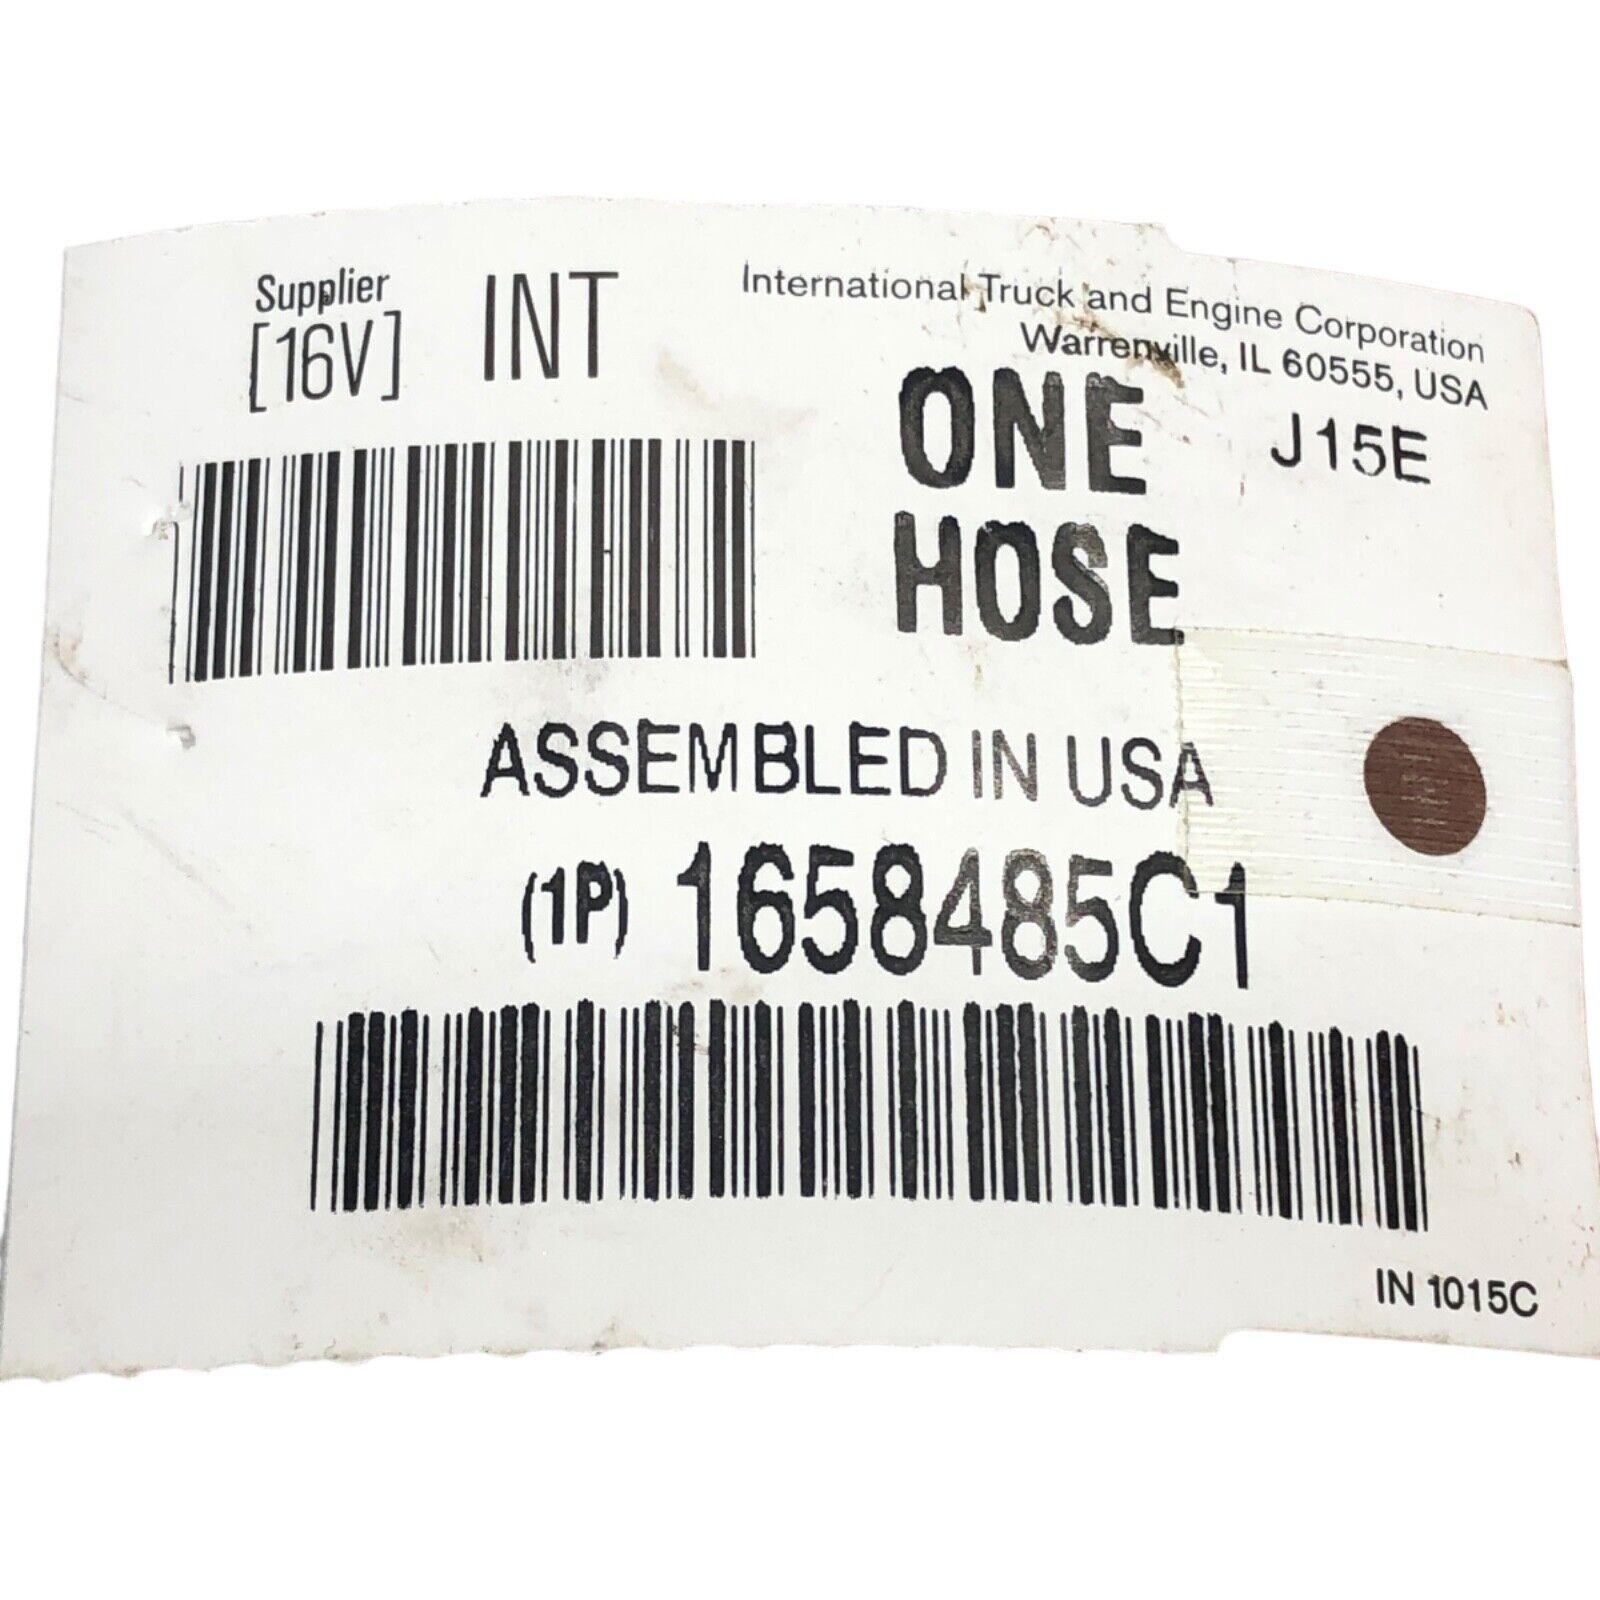 Supplier
[16V] INT
International Truck and Engine Corporation
Warrenville, IL 60555, USA
ONE
HOSE
J15E
ASSEMBLED IN USA
(1P) 1658485C1
IN 1015C